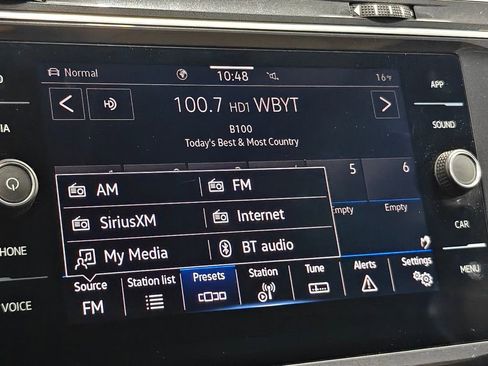 Normal 10:48 16°F
HD 100.7 HD1 WBYT
B100
Today's Best & Most Country
APP
SOUND
5 6
AM FM
SiriusXM Internet
Empty Empty
My Media BT audio
CAR
PHONE
Source Station list Presets Station Tune Alerts Settings
FM
MENU
VOICE